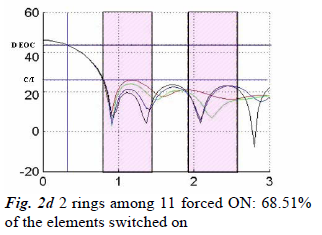 60
D EOC
40
C/I
20
0
-20
0 1 2 3
Fig. 2d 2 rings among 11 forced ON: 68.51%
of the elements switched on